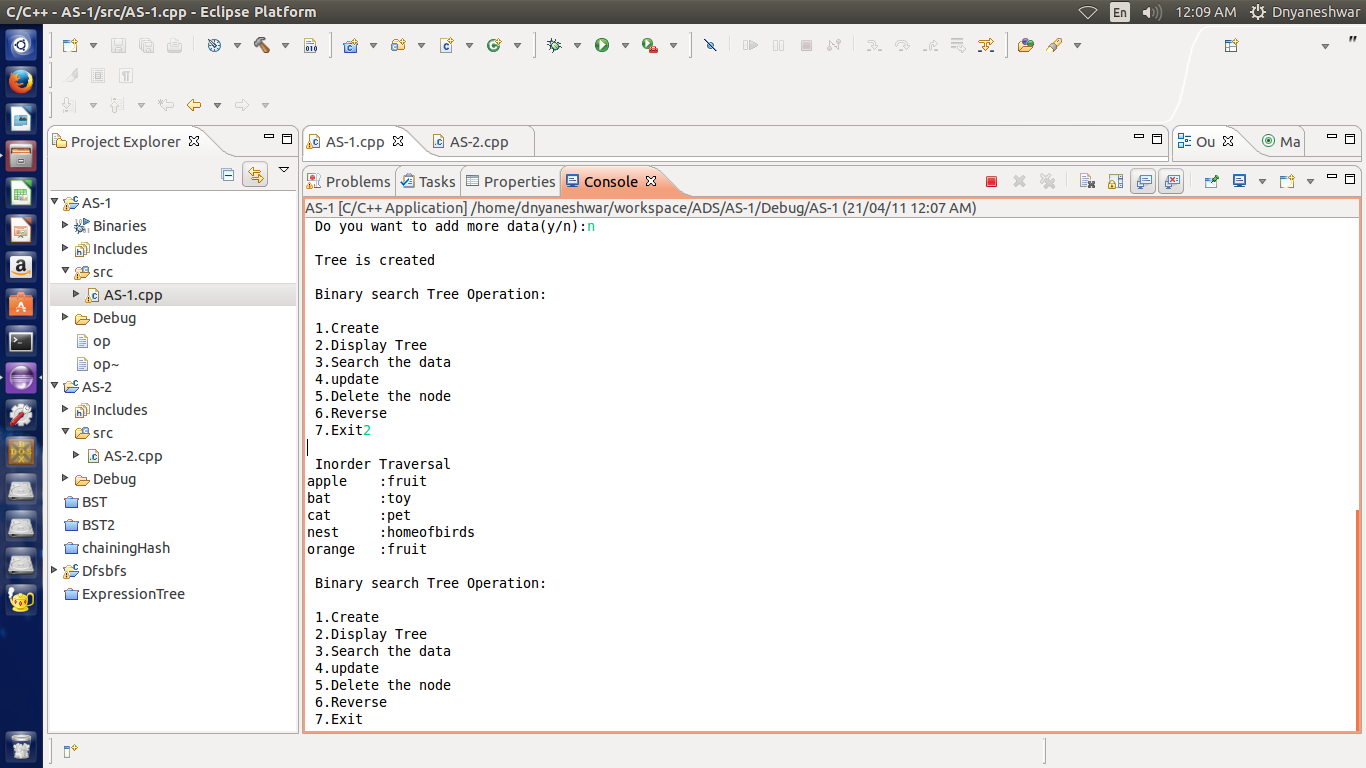 C/C++ - AS-1/src/AS-1.cpp - Eclipse Platform
En
12:09 AM
Dnyaneshwar
Project Explorer
AS-1.cpp
AS-2.cpp
Ou
Ma
Problems
Tasks
Properties
Console
AS-1 [C/C++ Application] /home/dnyaneshwar/workspace/ADS/AS-1/Debug/AS-1 (21/04/11 12:07 AM)
AS-1
Binaries
Includes
src
AS-1.cpp
Debug
op
op~
AS-2
Includes
src
AS-2.cpp
Debug
BST
BST2
chainingHash
Dfsbfs
ExpressionTree
Do you want to add more data(y/n):n
Tree is created
Binary search Tree Operation:
1.Create
2.Display Tree
3.Search the data
4.update
5.Delete the node
6.Reverse
7.Exit2
Inorder Traversal
apple :fruit
bat :toy
cat :pet
nest :homeofbirds
orange :fruit
Binary search Tree Operation:
1.Create
2.Display Tree
3.Search the data
4.update
5.Delete the node
6.Reverse
7.Exit